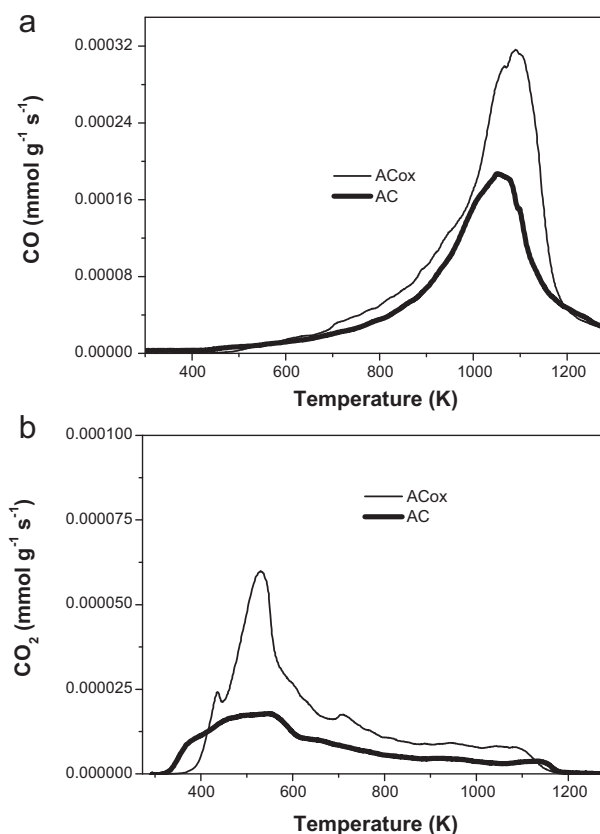 a
0.00032
0.00024
0.00016
0.00008
0.00000
CO (mmol g⁻¹ s⁻¹)
ACox
AC
400 600 800 1000 1200
Temperature (K)
b
0.000100
0.000075
0.000050
0.000025
0.000000
CO₂ (mmol g⁻¹ s⁻¹)
ACox
AC
400 600 800 1000 1200
Temperature (K)